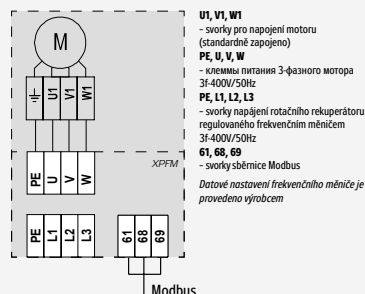 M
U1
V1
W1
XPFM
PE
U
V
W
PE
L1
L2
L3
61
68
69
Modbus
U1, V1, W1
– svorky pro napojení motoru
(standardně zapojeno)
PE, U, V, W
– клеммы питания 3-фазного мотора
3f-400V/50Hz
PE, L1, L2, L3
– svorky napájení rotačního rekuperátoru
regulovaného frekvenčním měničem
3f-400V/50Hz
61, 68, 69
– svorky sběrnice Modbus
Datové nastavení frekvenčního měniče je
provedeno výrobcem